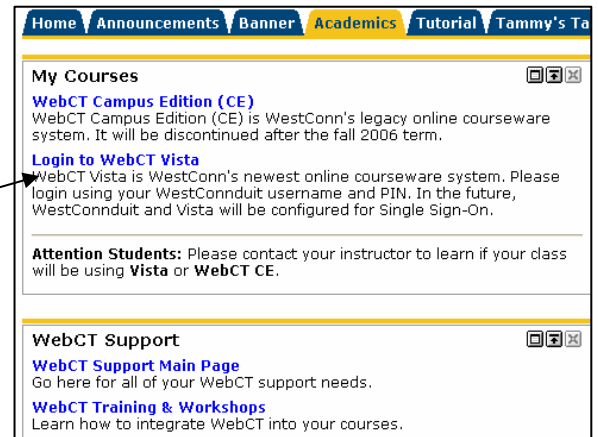 Home Announcements Banner Academics Tutorial Tammy's Ta
My Courses
WebCT Campus Edition (CE)
WebCT Campus Edition (CE) is WestConn's legacy online courseware
system. It will be discontinued after the fall 2006 term.
Login to WebCT Vista
WebCT Vista is WestConn's newest online courseware system. Please
login using your WestConnduit username and PIN. In the future,
WestConnduit and Vista will be configured for Single Sign-On.
Attention Students: Please contact your instructor to learn if your class
will be using Vista or WebCT CE.
WebCT Support
WebCT Support Main Page
Go here for all of your WebCT support needs.
WebCT Training & Workshops
Learn how to integrate WebCT into your courses.